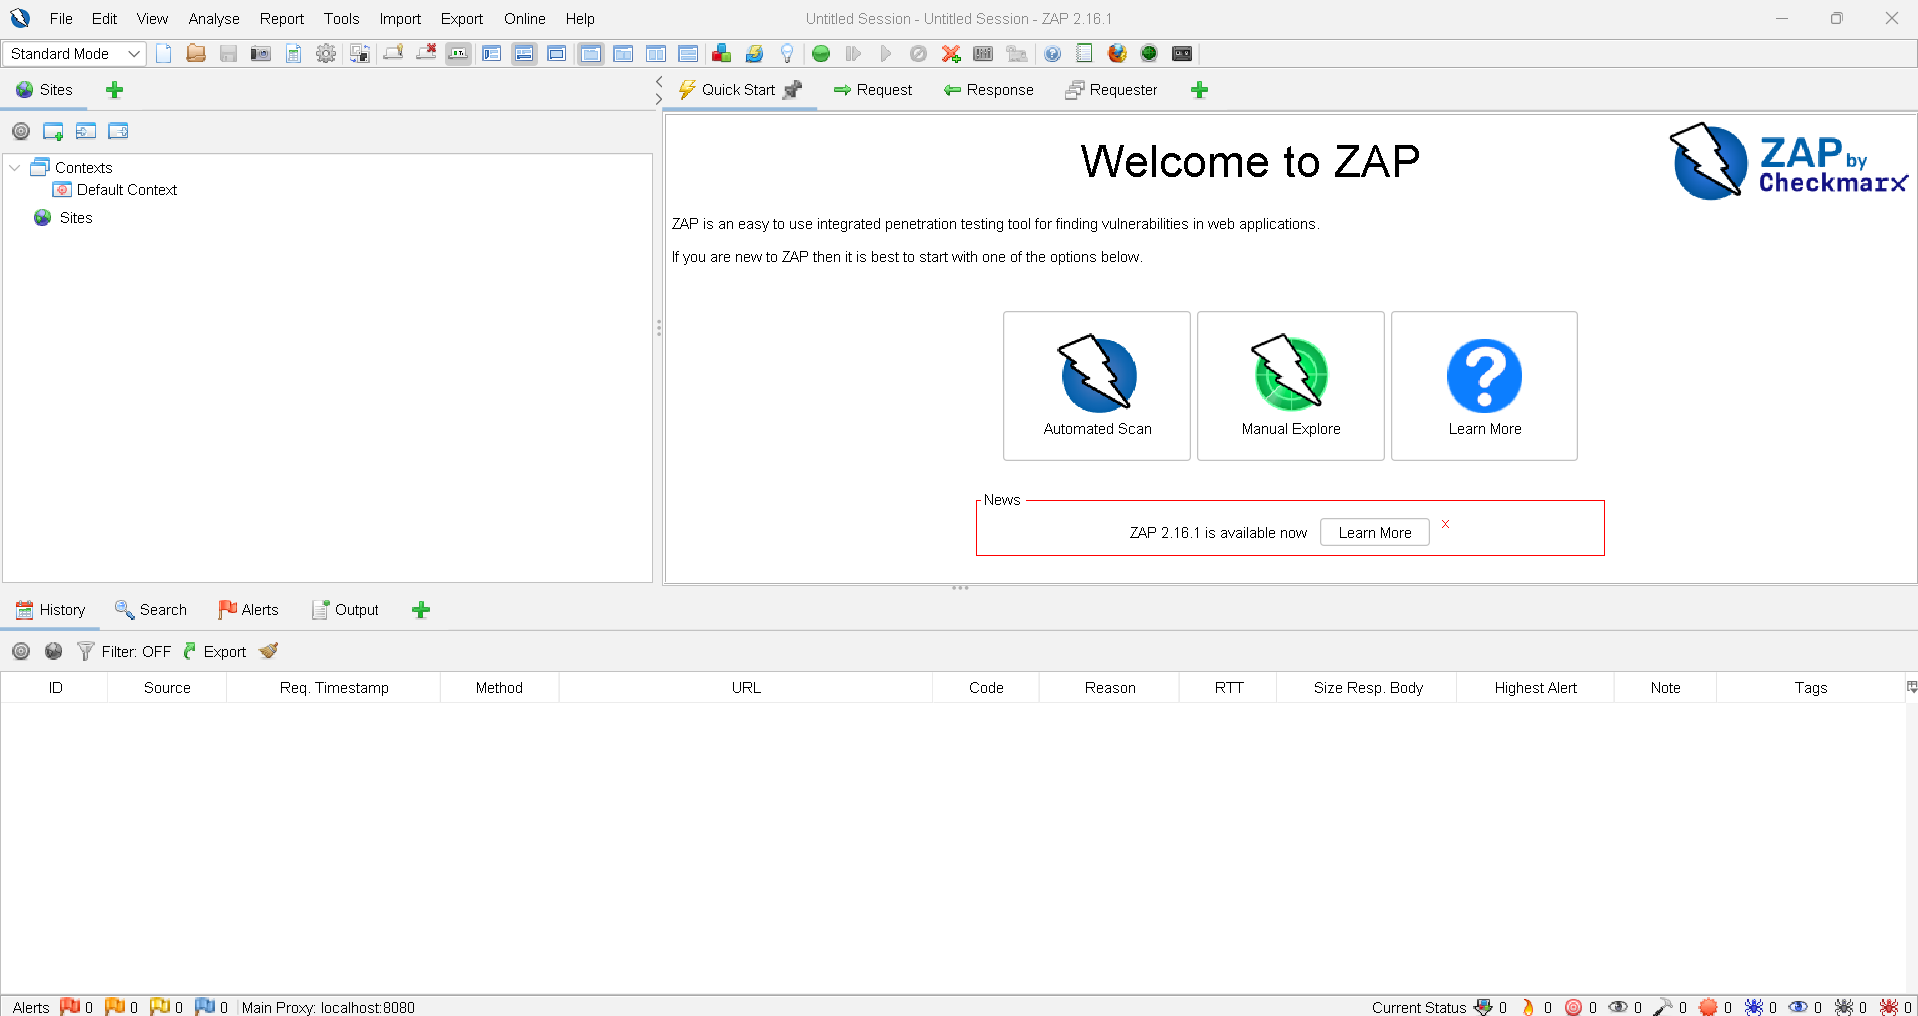 File Edit View Analyse Report Tools Import Export Online Help
Untitled Session - Untitled Session - ZAP 2.16.1
Standard Mode
Sites
Quick Start Request Response Requester
Contexts
Default Context
Sites
Welcome to ZAP
ZAP by
Checkmarx
ZAP is an easy to use integrated penetration testing tool for finding vulnerabilities in web applications.
If you are new to ZAP then it is best to start with one of the options below.
Automated Scan Manual Explore Learn More
News
ZAP 2.16.1 is available now Learn More x
History Search Alerts Output
Filter: OFF Export
ID Source Req. Timestamp Method URL Code Reason RTT Size Resp. Body Highest Alert Note Tags
Alerts 0 0 0 0 Main Proxy: localhost:8080 Current Status 0 0 0 0 0 0 0 0 0 0